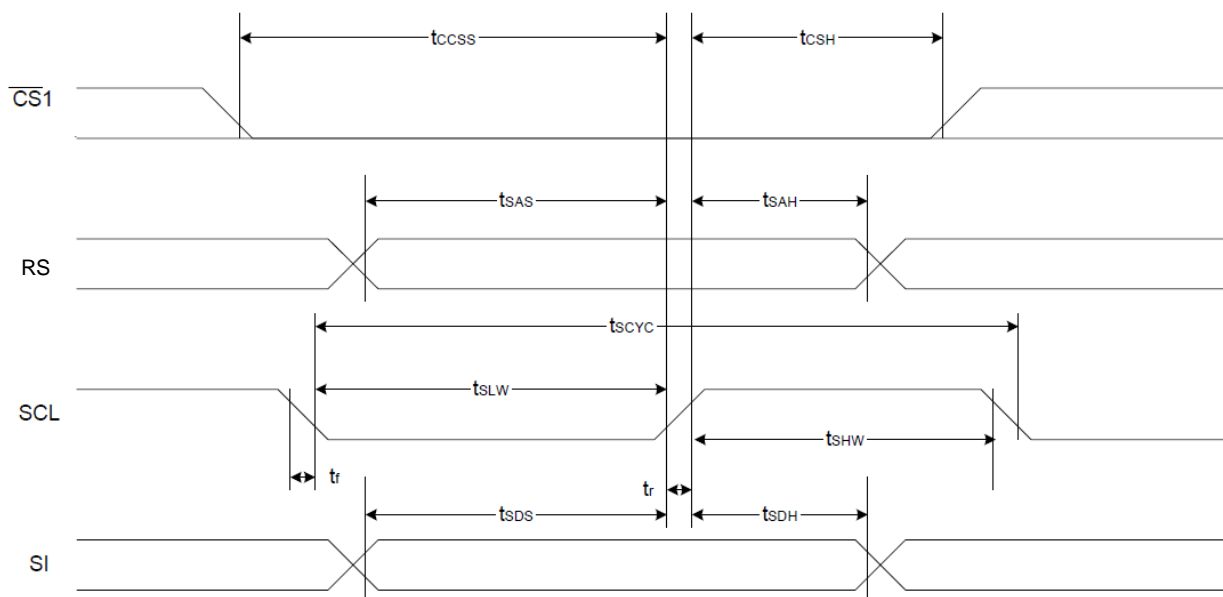 tCCSS
tCSH
CS1
tSAS
tSAH
RS
tSCYC
tSLW
SCL
tSHW
tf
tr
tSDS
tSDH
SI